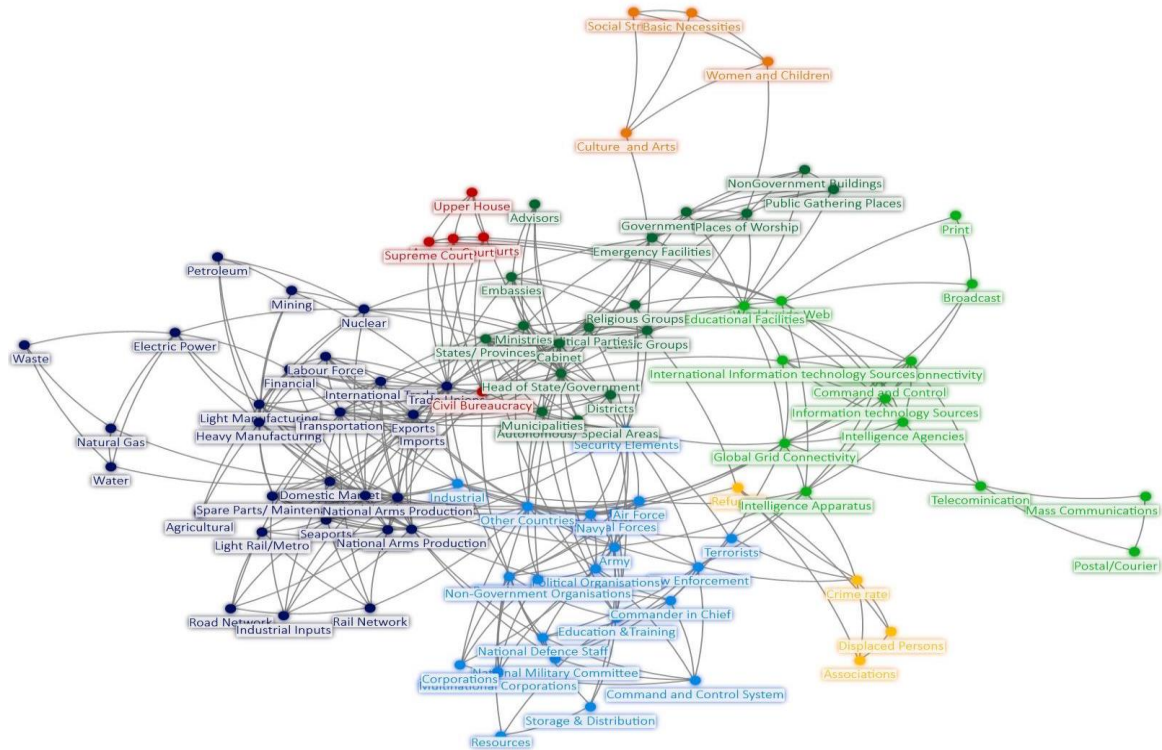 Social Str
Basic Necessities
Women and Children
Culture and Arts
NonGovernment Buildings
Public Gathering Places
Upper House
Advisors
Government
Places of Worship
Print
Supreme Court
Emergency Facilities
Petroleum
Embassies
Broadcast
Mining
Nuclear
Religious Groups
Educational Facilities
Web
Waste
Electric Power
Ministries
States/ Provinces
Cabinet
Groups
Labour Force
Financial
International Trade
Head of State/Government
International Information technology Sources
Command and Control
Civil Bureaucracy
Districts
Light Manufacturing
Transportation
Exports
Municipalities
Information technology Sources
Heavy Manufacturing
Imports
Special Areas
Security Elements
Intelligence Agencies
Natural Gas
Global Grid Connectivity
Water
Domestic Market
Industrial
Telecominication
Mass Communications
Spare Parts/ Mainten
National Arms Production
Intelligence Apparatus
Agricultural
Other Countries
Navy
Air Force
Forces
Light Rail/Metro
Seaports
National Arms Production
Army
Terrorists
Postal/Courier
Political Organisations
Enforcement
Non-Government Organisations
Crime rate
Road Network
Rail Network
Industrial Inputs
Commander in Chief
Education &Training
National Defence Staff
Displaced Persons
National Military Committee
Corporations
Multinational Corporations
Command and Control System
Associations
Storage & Distribution
Resources